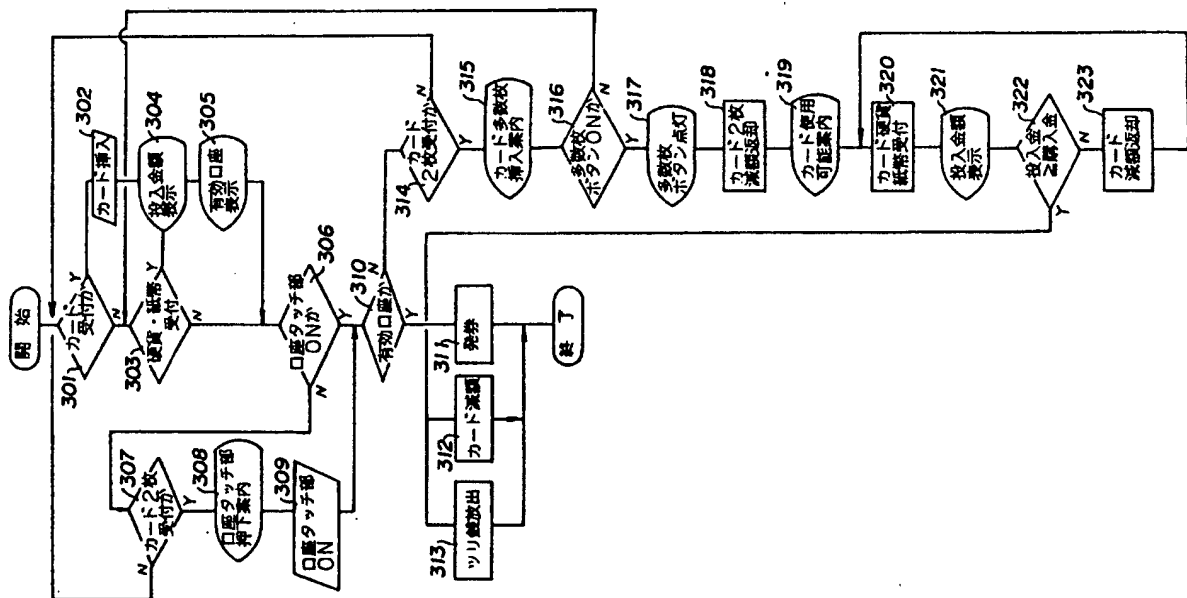 開始
301
カード
受付か
Y
N
302
カード挿入
303
硬貨・紙幣
受付
Y
N
304
投入金額
表示
305
有効口座
表示
306
口座タッチ部
ONか
N
Y
307
カード2枚
受付か
N
Y
308
口座タッチ部
押下案内
309
口座タッチ部
ON
310
有効口座か
N
Y
311
発券
312
カード減額
313
ツリ銭放出
終了
314
カード
2枚受付か
N
Y
315
カード多数枚
挿入案内
316
多数枚
ボタンONか
N
Y
317
多数枚
ボタン点灯
318
カード2枚
減額返却
319
カード使用
可能案内
320
カード硬貨
紙幣受付
321
投入金額
表示
322
投入金
≧購入金
Y
N
323
カード
減額返却